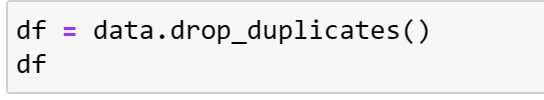 df = data.drop_duplicates()
df